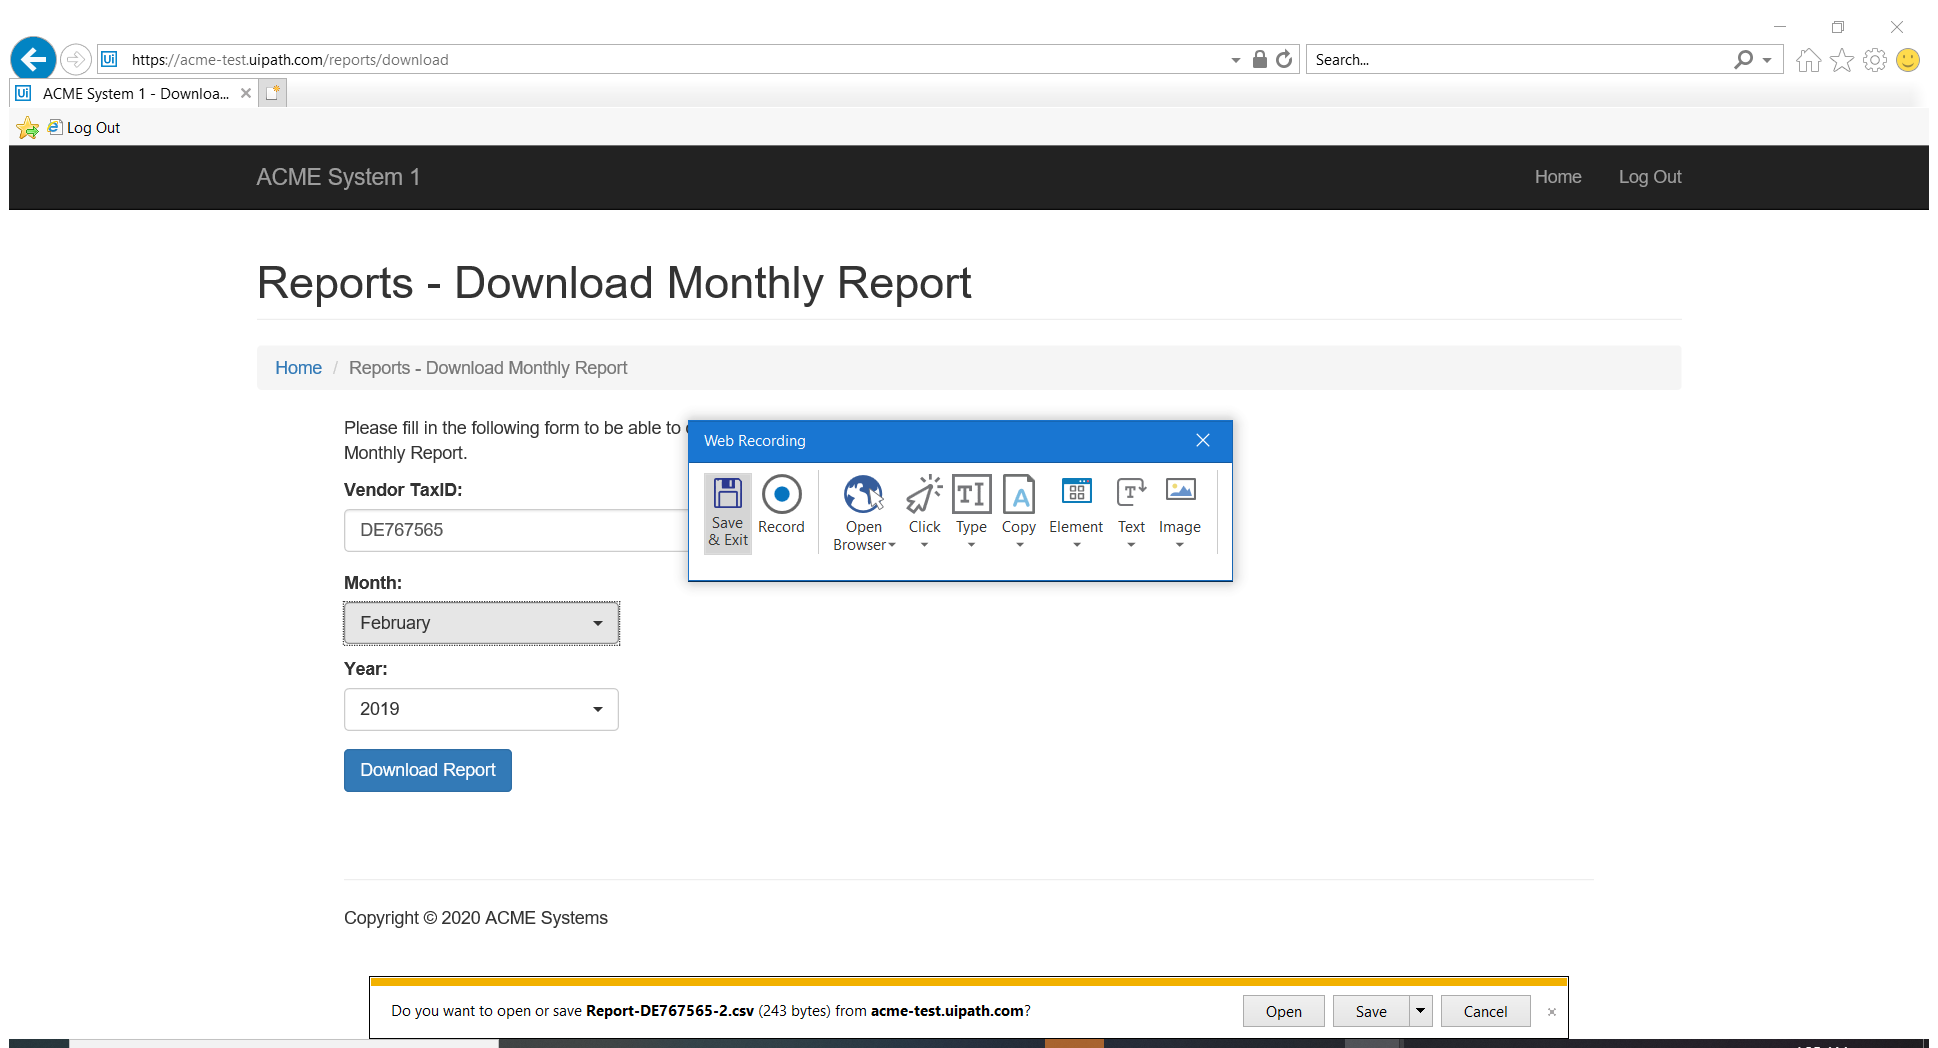 https://acme-test.uipath.com/reports/download
Search...
Ui ACME System 1 - Downloa...
Log Out
ACME System 1
Home
Log Out
Reports - Download Monthly Report
Home / Reports - Download Monthly Report
Please fill in the following form to be able to
Monthly Report.
Vendor TaxID:
DE767565
Month:
February
Year:
2019
Download Report
Web Recording
Save & Exit
Record
Open Browser
Click
Type
Copy
Element
Text
Image
Copyright © 2020 ACME Systems
Do you want to open or save Report-DE767565-2.csv (243 bytes) from acme-test.uipath.com?
Open
Save
Cancel